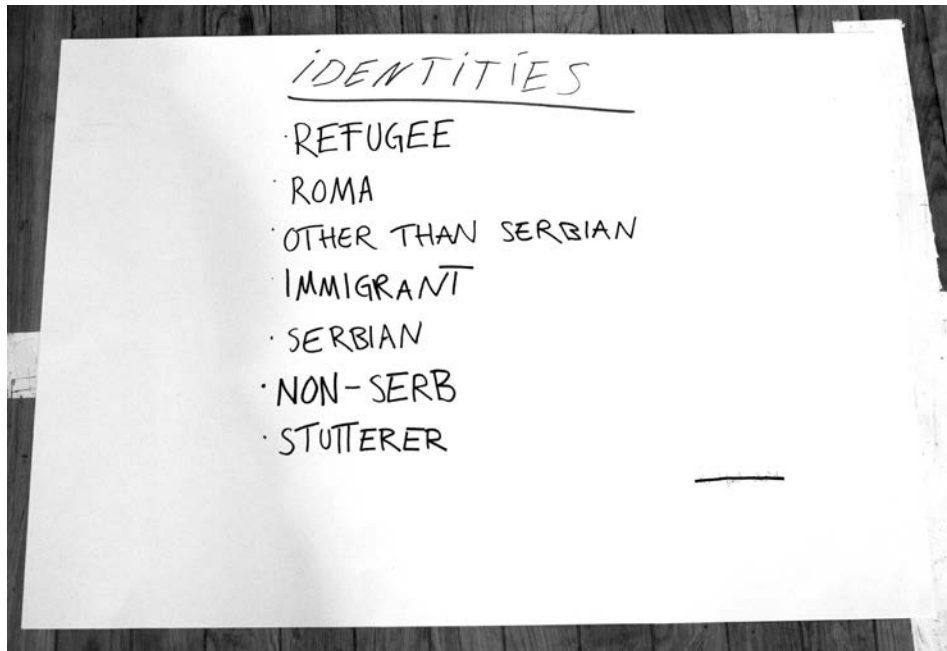 iDENTiTiES
· REFUGEE
· ROMA
· OTHER THAN SERBIAN
· IMMIGRANT
· SERBIAN
· NON-SERB
· STUTTERER